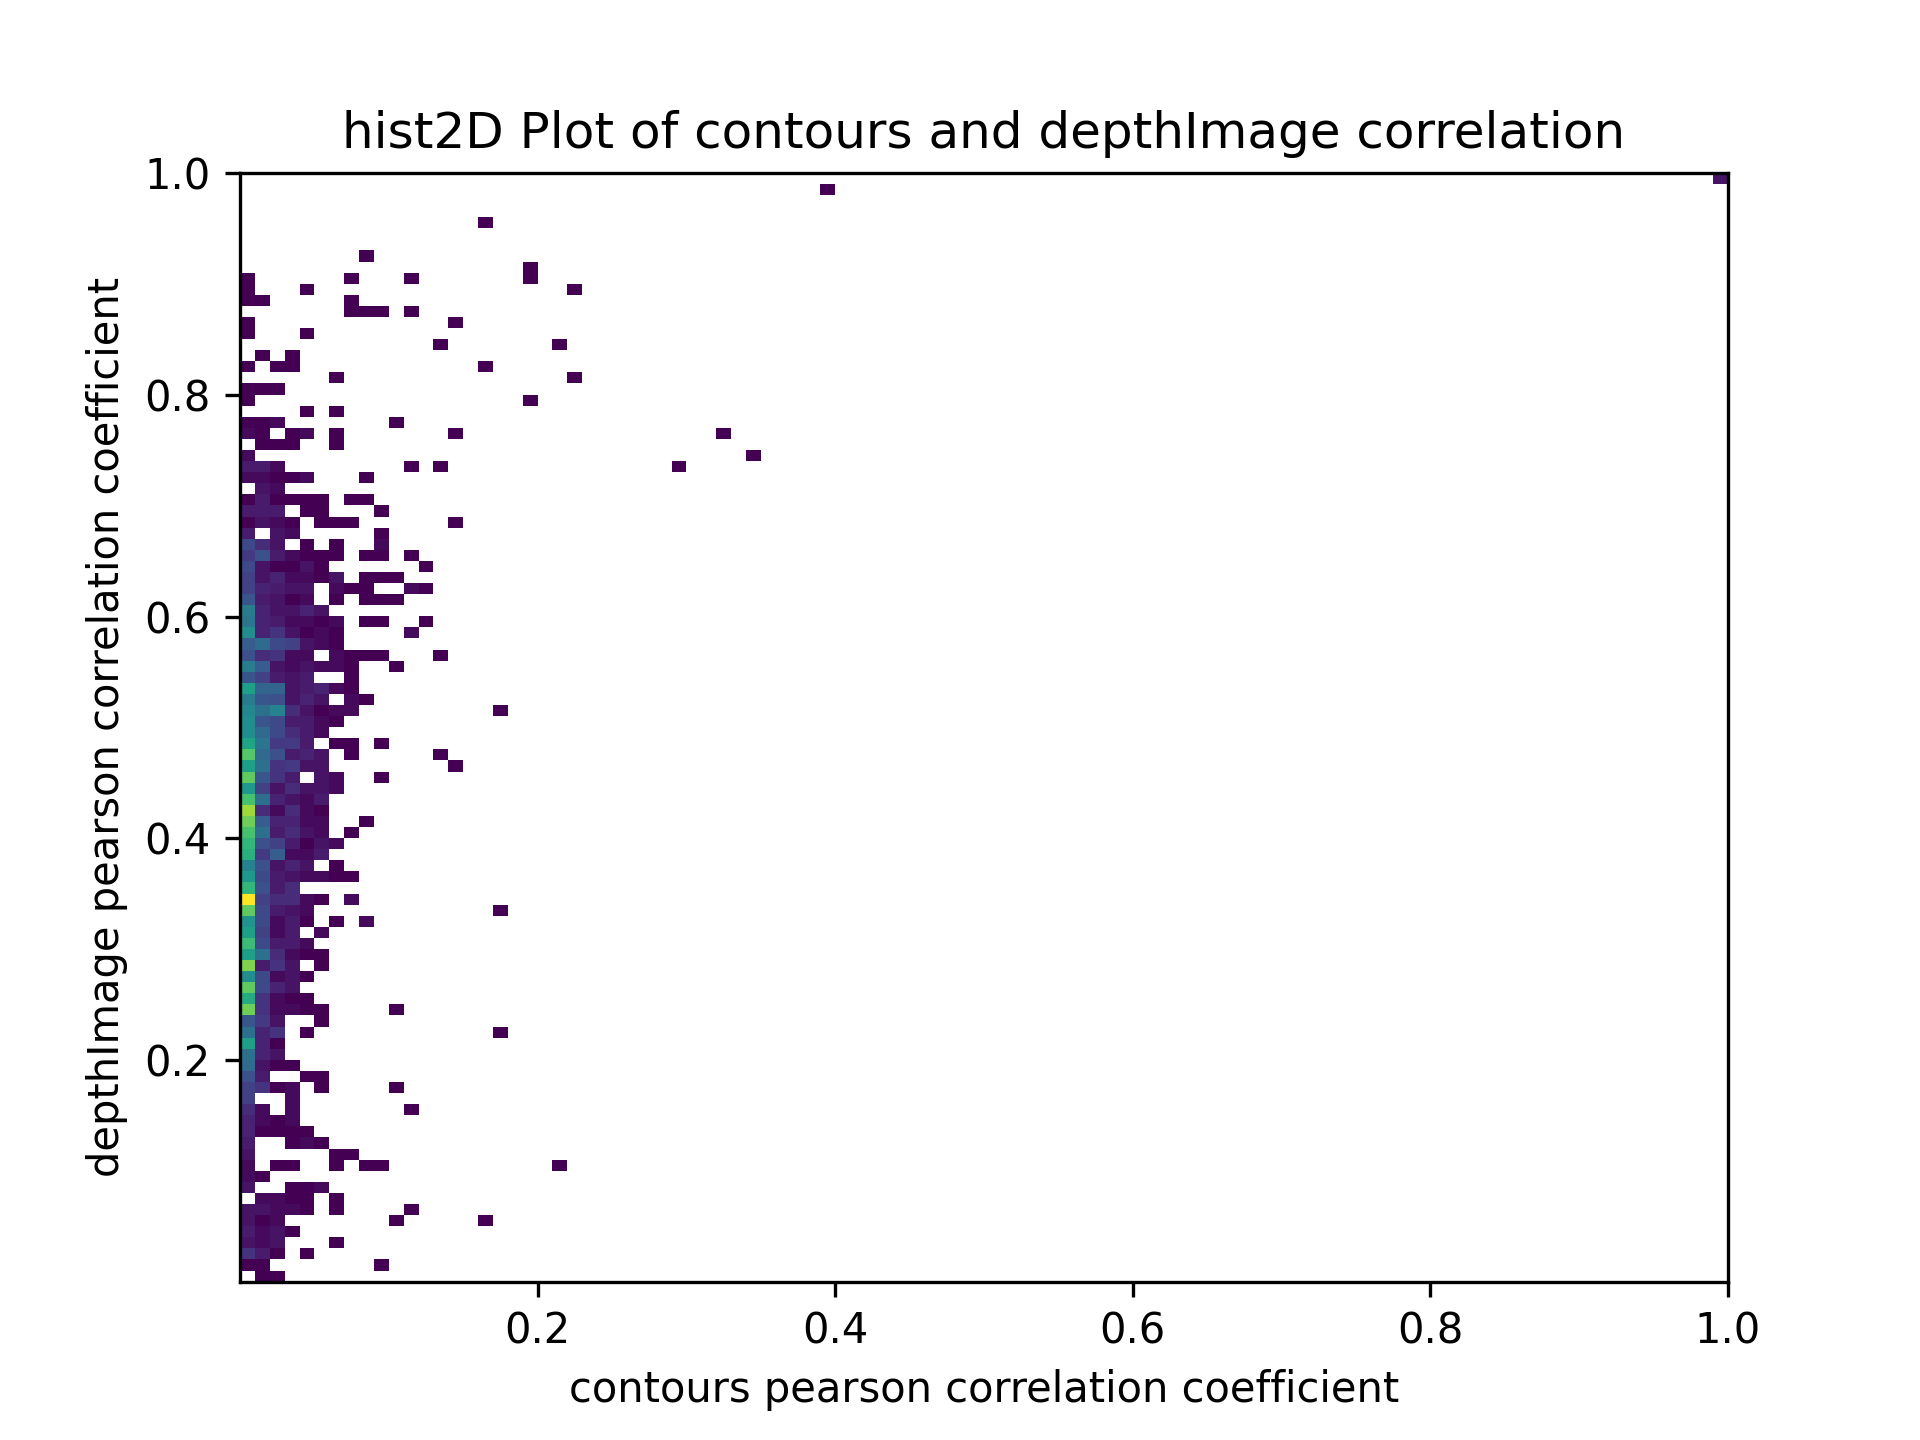 hist2D Plot of contours and depthImage correlation
1.0
0.8
0.6
0.4
0.2
depthImage pearson correlation coefficient
0.2 0.4 0.6 0.8 1.0
contours pearson correlation coefficient